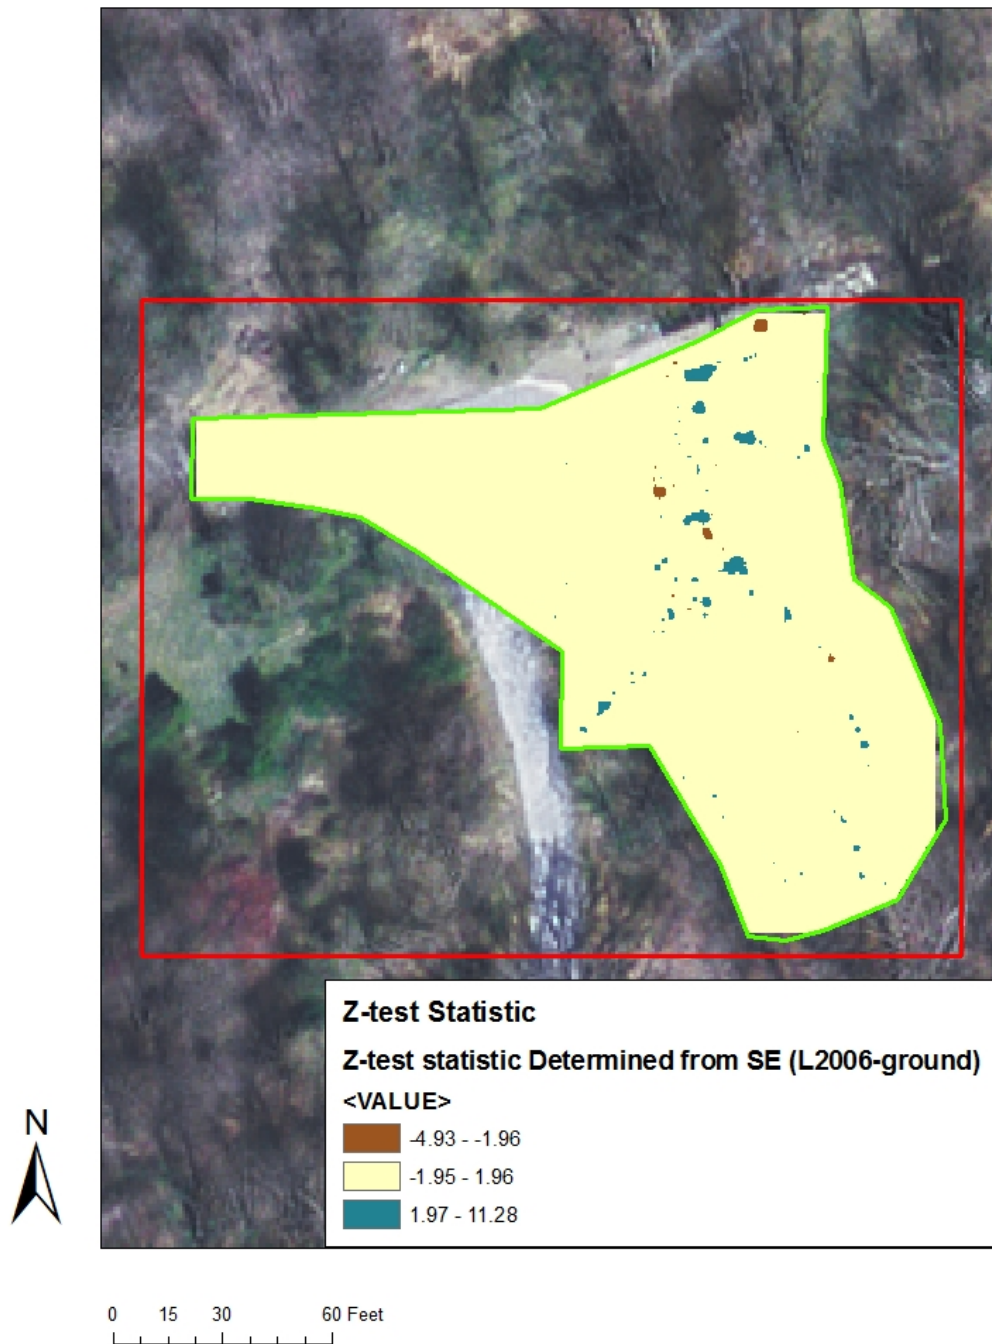 Z-test Statistic
Z-test statistic Determined from SE (L2006-ground)
<VALUE>
-4.93 - -1.96
-1.95 - 1.96
1.97 - 11.28
N
0 15 30 60 Feet